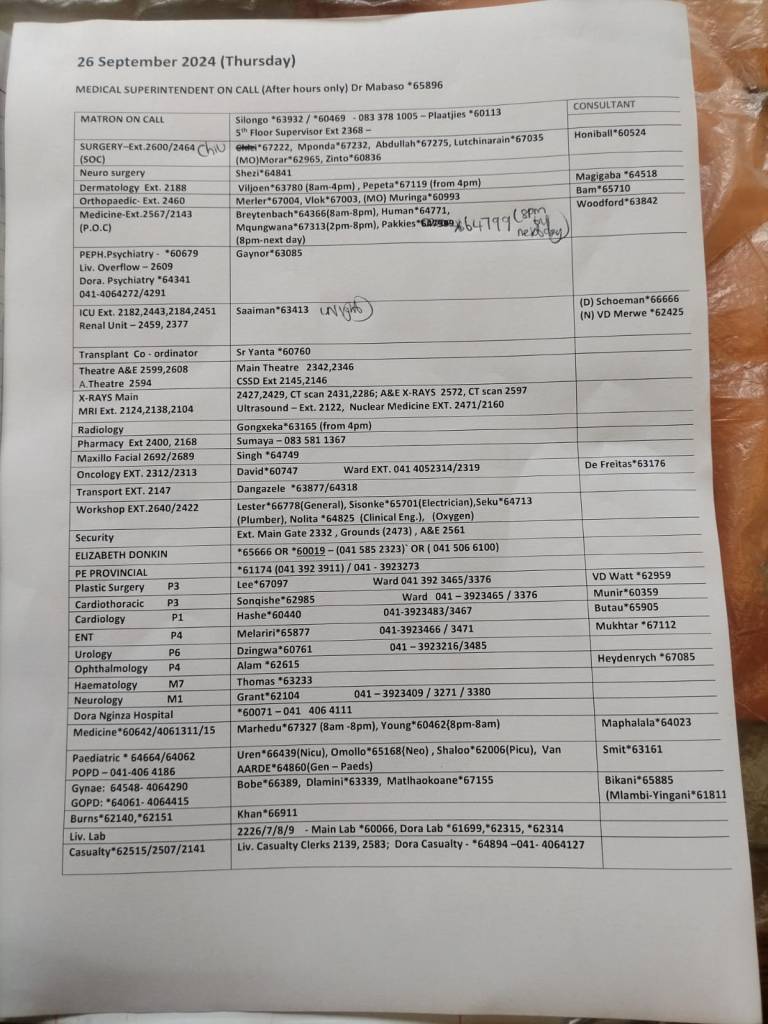 26 September 2024 (Thursday)
MEDICAL SUPERINTENDENT ON CALL (After hours only) Dr Mabaso *65896
MATRON ON CALL Silongo *63932 / *60469 - 083 378 1005 – Plaatjies *60113 CONSULTANT
5th Floor Supervisor Ext 2368 –
SURGERY–Ext.2600/2464 Chiv *67222, Mponda*67232, Abdullah*67275, Lutchinarain*67035 Honiball*60524
(SOC) (MO)Morar*62965, Zinto*60836
Neuro surgery Shezi*64841
Dermatology Ext. 2188 Viljoen*63780 (8am-4pm) , Pepeta*67119 (from 4pm) Magigaba *64518
Orthopaedic- Ext. 2460 Merler*67004, Vlok*67003, (MO) Muringa*60993 Bam*65710
Medicine-Ext.2567/2143 Breytenbach*64366(8am-8pm), Human*64771, Woodford*63842
(P.O.C) Mqungwana*67313(2pm-8pm), Pakkies *64799 (8pm
(8pm-next day) next day)
PEPH.Psychiatry - *60679 Gaynor*63085
Liv. Overflow – 2609
Dora. Psychiatry *64341
041-4064272/4291
ICU Ext. 2182,2443,2184,2451 Saaiman*63413 (Night) (D) Schoeman*66666
Renal Unit – 2459, 2377 (N) VD Merwe *62425
Transplant Co - ordinator Sr Yanta *60760
Theatre A&E 2599,2608 Main Theatre 2342,2346
A.Theatre 2594 CSSD Ext 2145,2146
X-RAYS Main 2427,2429, CT scan 2431,2286; A&E X-RAYS 2572, CT scan 2597
MRI Ext. 2124,2138,2104 Ultrasound – Ext. 2122, Nuclear Medicine EXT. 2471/2160
Radiology Gongxeka*63165 (from 4pm)
Pharmacy Ext 2400, 2168 Sumaya – 083 581 1367
Maxillo Facial 2692/2689 Singh *64749
Oncology EXT. 2312/2313 David*60747 Ward EXT. 041 4052314/2319 De Freitas*63176
Transport EXT. 2147 Dangazele *63877/64318
Workshop EXT.2640/2422 Lester*66778(General), Sisonke*65701(Electrician),Seku*64713
(Plumber), Nolita *64825 (Clinical Eng.), (Oxygen)
Security Ext. Main Gate 2332 , Grounds (2473) , A&E 2561
ELIZABETH DONKIN *65666 OR *60019 – (041 585 2323)` OR ( 041 506 6100)
PE PROVINCIAL *61174 (041 392 3911) / 041 - 3923273
Plastic Surgery P3 Lee*67097 Ward 041 392 3465/3376 VD Watt *62959
Cardiothoracic P3 Sonqishe*62985 Ward 041 – 3923465 / 3376 Munir*60359
Cardiology P1 Hashe*60440 041-3923483/3467 Butau*65905
ENT P4 Melariri*65877 041-3923466 / 3471 Mukhtar *67112
Urology P6 Dzingwa*60761 041 – 3923216/3485
Ophthalmology P4 Alam *62615 Heydenrych *67085
Haematology M7 Thomas *63233
Neurology M1 Grant*62104 041 – 3923409 / 3271 / 3380
Dora Nginza Hospital *60071 – 041 406 4111
Medicine*60642/4061311/15 Marhedu*67327 (8am -8pm), Young*60462{8pm-8am) Maphalala*64023
Paediatric * 64664/64062 Uren*66439(Nicu), Omollo*65168(Neo) , Shaloo*62006(Picu), Van Smit*63161
POPD – 041-406 4186 AARDE*64860(Gen – Paeds)
Gynae: 64548- 4064290 Bobe*66389, Dlamini*63339, Matlhaokoane*67155 Bikani*65885
GOPD: *64061- 4064415 (Mlambi-Yingani*61811
Burns*62140,*62151 Khan*66911
Liv. Lab 2226/7/8/9 - Main Lab *60066, Dora Lab *61699,*62315, *62314
Casualty*62515/2507/2141 Liv. Casualty Clerks 2139, 2583; Dora Casualty - *64894 –041- 4064127